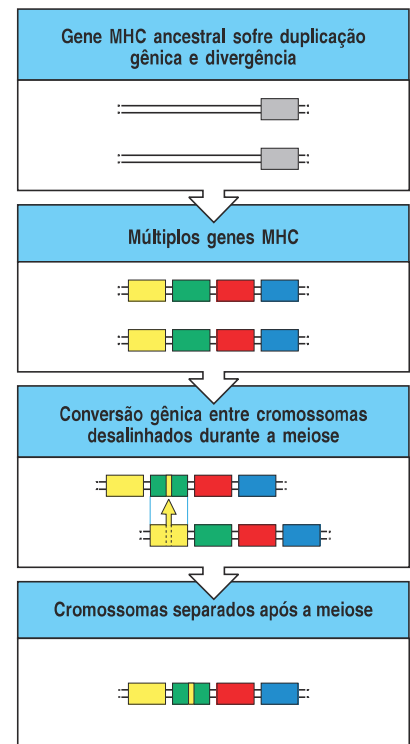 Gene MHC ancestral sofre duplicação
gênica e divergência
Múltiplos genes MHC
Conversão gênica entre cromossomas
desalinhados durante a meiose
Cromossomas separados após a meiose